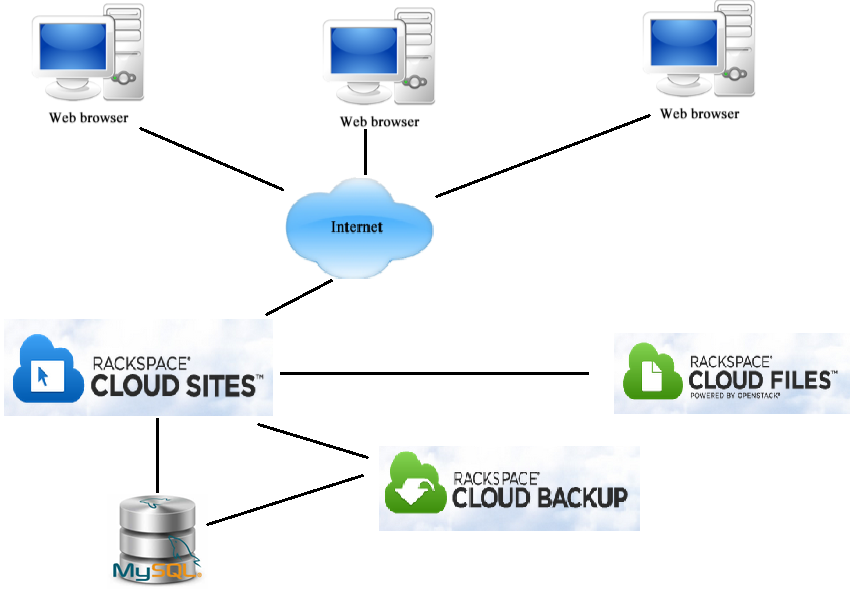 Web browser
Web browser
Web browser
Internet
RACKSPACE®
CLOUD SITES™
RACKSPACE®
CLOUD FILES™
POWERED BY OPENSTACK®
RACKSPACE®
CLOUD BACKUP
MySQL®